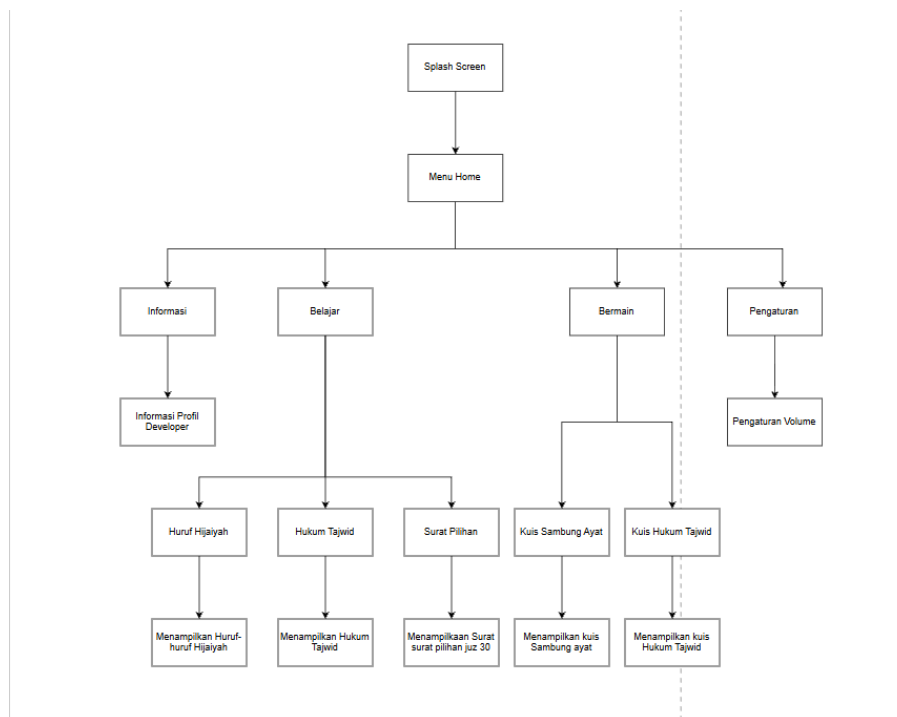 Splash Screen
Menu Home
Informasi
Belajar
Bermain
Pengaturan
Informasi Profil
Developer
Pengaturan Volume
Huruf Hijaiyah
Hukum Tajwid
Surat Pilihan
Kuis Sambung Ayat
Kuis Hukum Tajwid
Menampilkan Huruf-
huruf Hijaiyah
Menampilkan Hukum
Tajwid
Menampilkaan Surat
surat pilihan juz 30
Menampilkan kuis
Sambung ayat
Menampilkan kuis
Hukum Tajwid